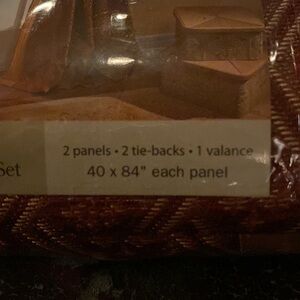 2 panels • 2 tie-backs • 1 valance
Set
40 x 84" each panel